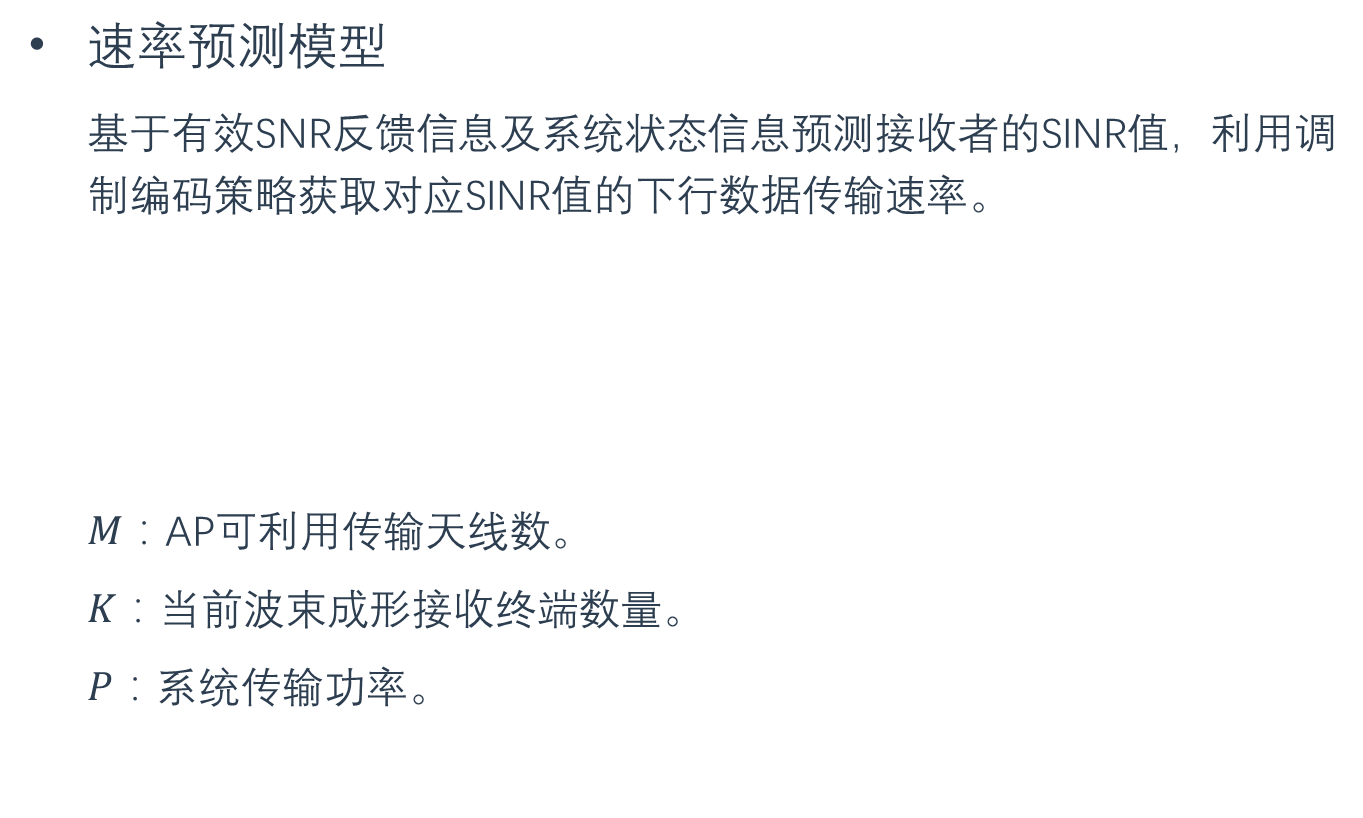 • 速率预测模型
基于有效SNR反馈信息及系统状态信息预测接收者的SINR值，利用调
制编码策略获取对应SINR值的下行数据传输速率。
M：AP可利用传输天线数。
K：当前波束成形接收终端数量。
P：系统传输功率。